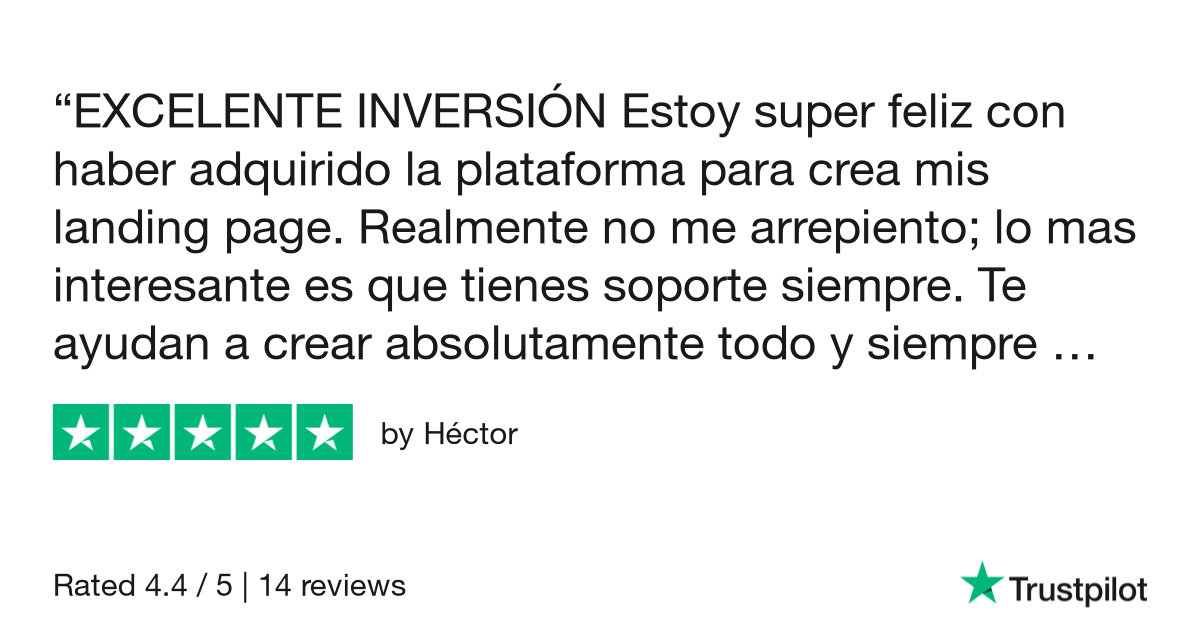 “EXCELENTE INVERSIÓN Estoy super feliz con
haber adquirido la plataforma para crea mis
landing page. Realmente no me arrepiento; lo mas
interesante es que tienes soporte siempre. Te
ayudan a crear absolutamente todo y siempre …
by Héctor
Rated 4.4 / 5 | 14 reviews
Trustpilot